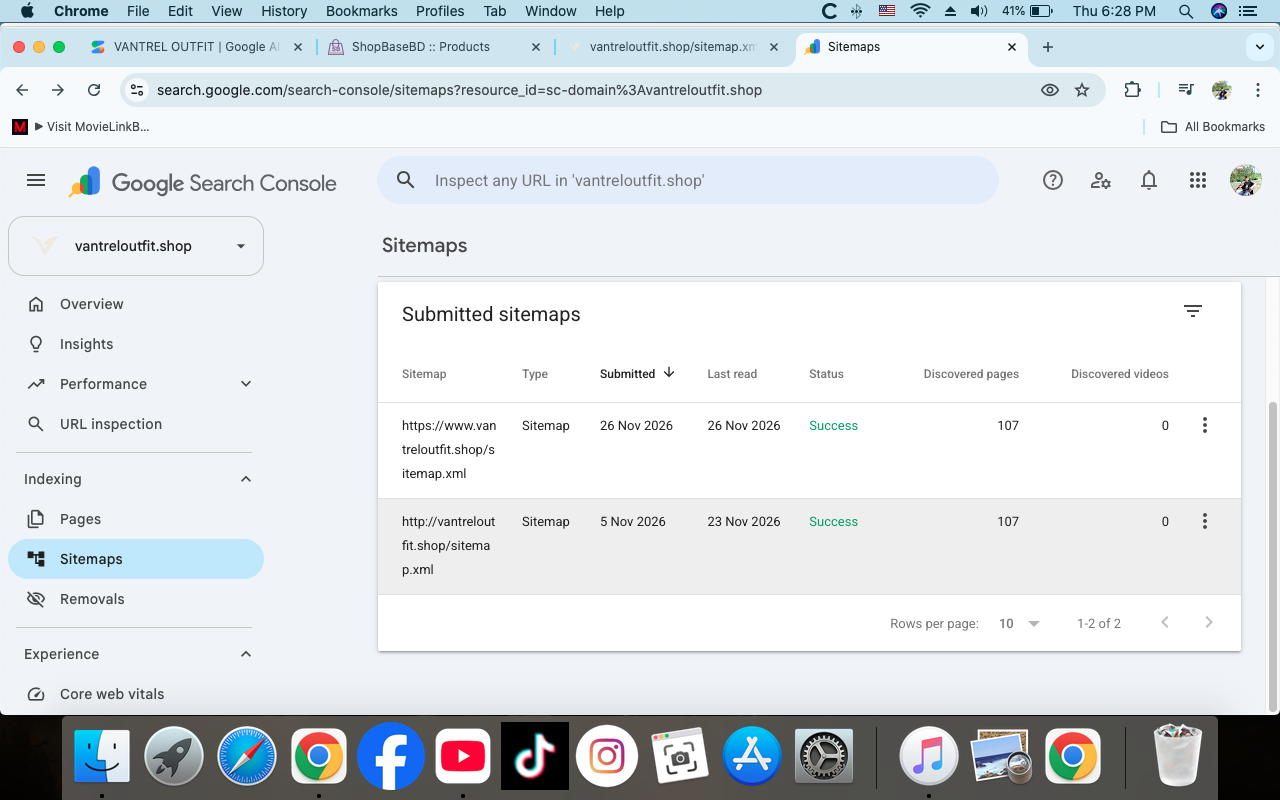 Chrome File Edit View History Bookmarks Profiles Tab Window Help 41% Thu 6:28 PM
VANTREL OUTFIT | Google A
ShopBaseBD :: Products
vantreloutfit.shop/sitemap.xm
Sitemaps
search.google.com/search-console/sitemaps?resource_id=sc-domain%3Avantreloutfit.shop
M ▶ Visit MovieLinkB...
All Bookmarks
Google Search Console
Inspect any URL in 'vantreloutfit.shop'
vantreloutfit.shop
Overview
Insights
Performance
URL inspection
Indexing
Pages
Sitemaps
Removals
Experience
Core web vitals
Sitemaps
Submitted sitemaps
Sitemap Type Submitted Last read Status Discovered pages Discovered videos
https://www.van Sitemap 26 Nov 2026 26 Nov 2026 Success 107 0
treloutfit.shop/s
itemap.xml
http://vantrelout Sitemap 5 Nov 2026 23 Nov 2026 Success 107 0
fit.shop/sitema
p.xml
Rows per page: 10 1-2 of 2